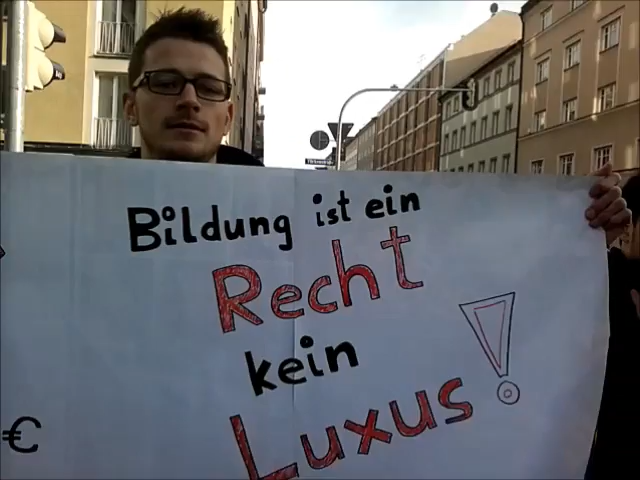 Bildung ist ein
Recht
kein
Luxus!
€